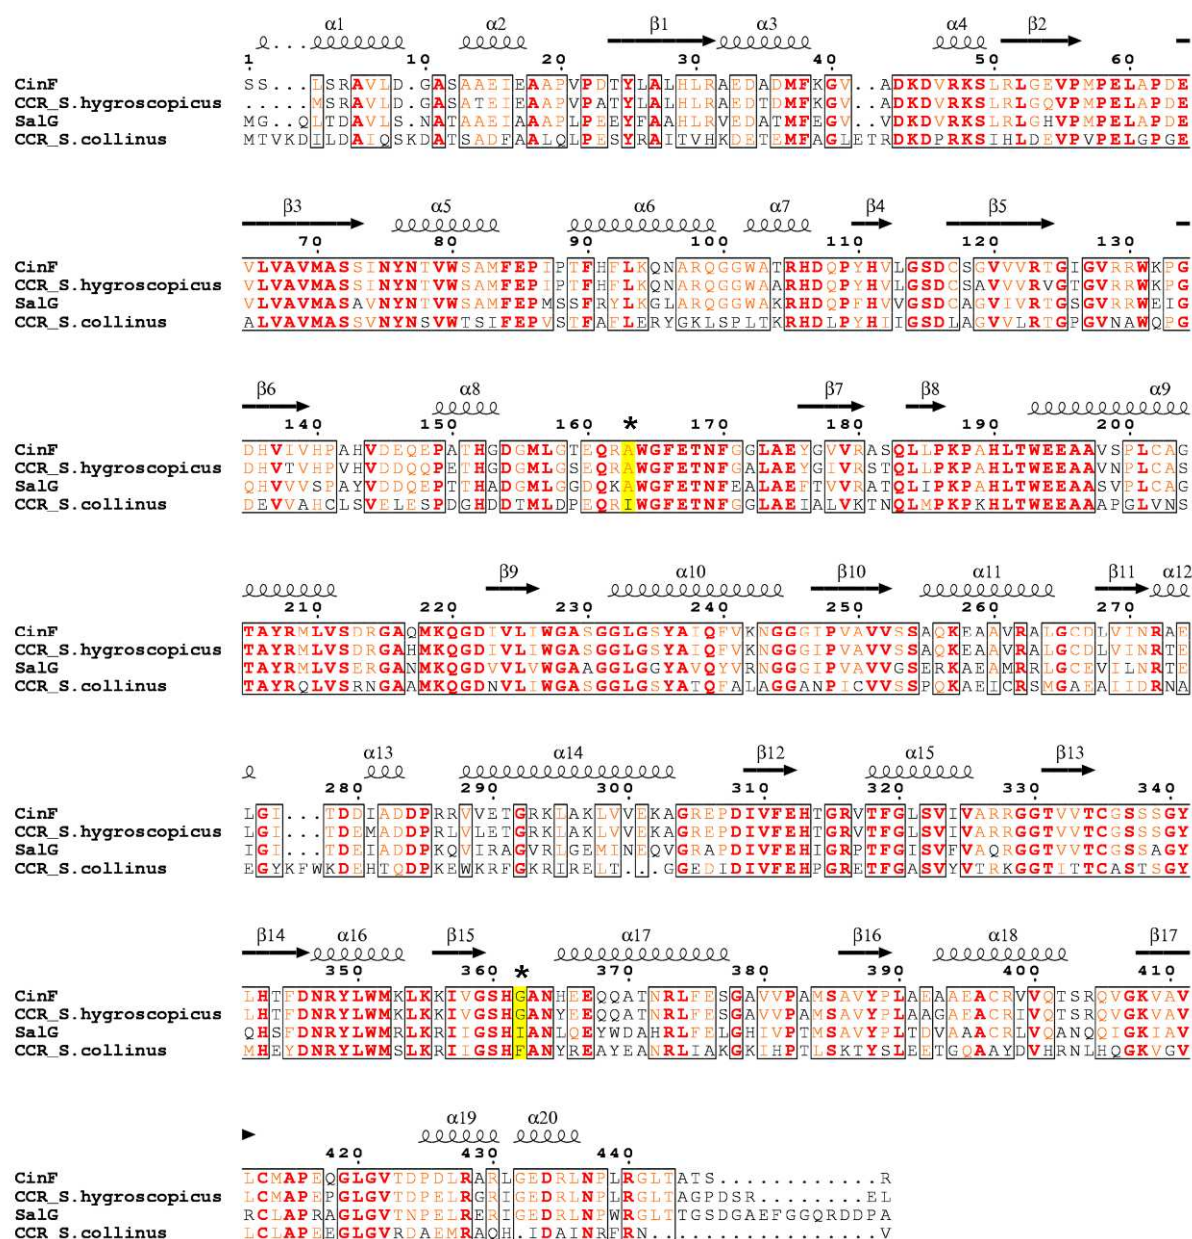 α1 α2 β1 α3 α4 β2
1 10 20 30 40 50 60
CinF SS...LSRAVLD.GASAAEIEAAPVPDTYLALHLRAEDADMFKGV..ADKDVRKSLRLGEVPMPELAPDE
CCR_S.hygroscopicus .....MSRAVLD.GASATEIEAAPVPATYLALHLRAEDTDMFKGV..ADKDVRKSLRLGQVPMPELAPDE
SalG MG..QLTDAVLS.NATAAEIAAAPLPEEYFAAHLRVEDATMFEGV..VDKDVRKSLRLGHVPMPELAPDE
CCR_S.collinus MTVKDILDAIQSKDATSADFAALQLPESYRAITVHKDETEMFAGLETRDKDPRKSIHLDEVPVPELGPGE
β3 α5 α6 α7 β4 β5
70 80 90 100 110 120 130
CinF VLVAVMASSINYNTVWSAMFEPIPTFHFLKQNARQGGWATRHDQPYHVLGSDCSGVVVRTGIGVRRWKPG
CCR_S.hygroscopicus VLVAVMASSINYNTVWSAMFEPIPTFHFLKQNARQGGWAARHDQPYHVLGSDCSAVVVRVGTGVRRWKPG
SalG VLVAVMASAVNYNTVWSAMFEPMSSFRYLKGLARQGGWAKRHDQPFHVVGSDCAGVIVRTGSGVRRWEIG
CCR_S.collinus ALVAVMASSVNYNSVWTSIFEPVSTFAFLERYGKLSPLTKRHDLPYHIIGSDLAGVVLRTGPGVNAWQPG
β6 α8 β7 β8 α9
140 150 160 * 170 180 190 200
CinF DHVIVHPAHVDEQEPATHGDGMLGTEQRAWGFETNFGGLAEYGVVRASQLLPKPAHLTWEEAAVSPLCAG
CCR_S.hygroscopicus DHVTVHPVHVDDQQPETHGDGMLGSEQRAWGFETNFGGLAEYGIVRSTQLLPKPAHLTWEEAAVNPLCAS
SalG QHVVVSPAYVDDQEPTTHADGMLGGDQKAWGFETNFEALAEFTVVRATQLIPKPAHLTWEEAASVPLCAG
CCR_S.collinus DEVVAHCLSVELESPDGHDDTMLDPEQRIWGFETNFGGLAEIALVKTNQLMPKPKHLTWEEAAAPGLVNS
β9 α10 β10 α11 β11 α12
210 220 230 240 250 260 270
CinF TAYRMLVSDRGAQMKQGDIVLIWGASGGLGSYAIQFVKNGGGIPVAVVSSAQKEAAVRALGCDLVINRAE
CCR_S.hygroscopicus TAYRMLVSERGAHMKQGDIVLIWGASGGLGSYAIQFVKNGGGIPVAVVSSAQKEAAVRALGCDLVINRTE
SalG TAYRMLVSERGANMKQGDVVLVWGAAGGLGGYAVQYVRNGGGIPVAVVGSERKAEAMRRLGCEVILNRTE
CCR_S.collinus TAYRQLVSRNGAAMKQGDNVLIWGASGGLGSYATQFALAGGANPICVVSSPQKAEICRSMGAEAIIDRNA
α13 α14 β12 α15 β13
280 290 300 310 320 330 340
CinF LGI...TDDIADDPRRVVETGRKLAKLVVEKAGREPDIVFEHTGRVTFGLSVIVARRGGTVVTCGSSSGY
CCR_S.hygroscopicus LGI...TDEMADDPRLVLETGRKLAKLVVEKAGREPDIVFEHTGRVTFGLSVIVARRGGTVVTCGSSSGY
SalG IGI...TDEIADDPKQVIRAGVRLGEMINEQVGRAPDIVFEHIGRPTFGISVFVAQRGGTVVTCGSSAGY
CCR_S.collinus EGYKFWKDEHTQDPKEWKRFGKRIRELT..GGEDIDIVFEHPGRETFGASVYVTRKGGTITTCASTSGY
β14 α16 β15 α17 β16 α18 β17
350 360 * 370 380 390 400 410
CinF LHTFDNRYLWMKLKKIVGSHGANHEEQQATNRLFESGAVVPAMSAVYPLAEAAEACRVVQTSRQVGKVAV
CCR_S.hygroscopicus LHTFDNRYLWMKLKKIVGSHGANYEEQQATNRLFESGAVVPAMSAVYPLAAGAEACRIVQTSRQVGKVAV
SalG QHSFDNRYLWMRLKRIIGSHIANLQEYWDAHRLFELGHIVPTMSAVYPLTDVAAACRLVQANQQIGKIAV
CCR_S.collinus MHEYDNRYLWMSLKRIIGSHFANYREAYEANRLIAKGKIHPTLSKTYSLEETGQAAYDVHRNLHQGKVGV
α19 α20
420 430 440
CinF LCMAPEQGLGVTDPDLRARLGEDRLNPLRGLTATS............R
CCR_S.hygroscopicus LCMAPEPGLGVTDPELRGRIGEDRLNPLRGLTAGPDSR........EL
SalG RCLAPRAGLGVTNPELRERIGEDRLNPWRGLTTGSDGAEFGGQRDDPA
CCR_S.collinus LCLAPEEGLGVRDAEMRAQH.IDAINRFRN.................V